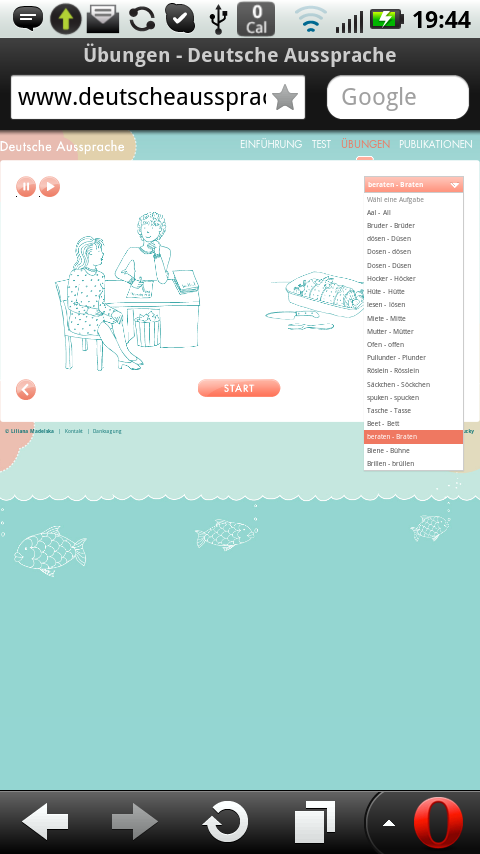 0
Cal
19:44
Übungen - Deutsche Aussprache
www.deutscheausspra
Google
Deutsche Aussprache
EINFÜHRUNG TEST ÜBUNGEN PUBLIKATIONEN
beraten - Braten
Wähl eine Aufgabe
Aal - All
Bruder - Brüder
dösen - Düsen
Dosen - dösen
Dosen - Düsen
Hocker - Höcker
Hüte - Hütte
lesen - lösen
Miete - Mitte
Mutter - Mütter
Ofen - offen
Pullunder - Plunder
Röslein - Rösslein
Säckchen - Söckchen
spuken - spucken
Tasche - Tasse
Beet - Bett
beraten - Braten
Biene - Bühne
Brillen - brüllen
START
© Liliana Madelska | Kontakt | Danksagung